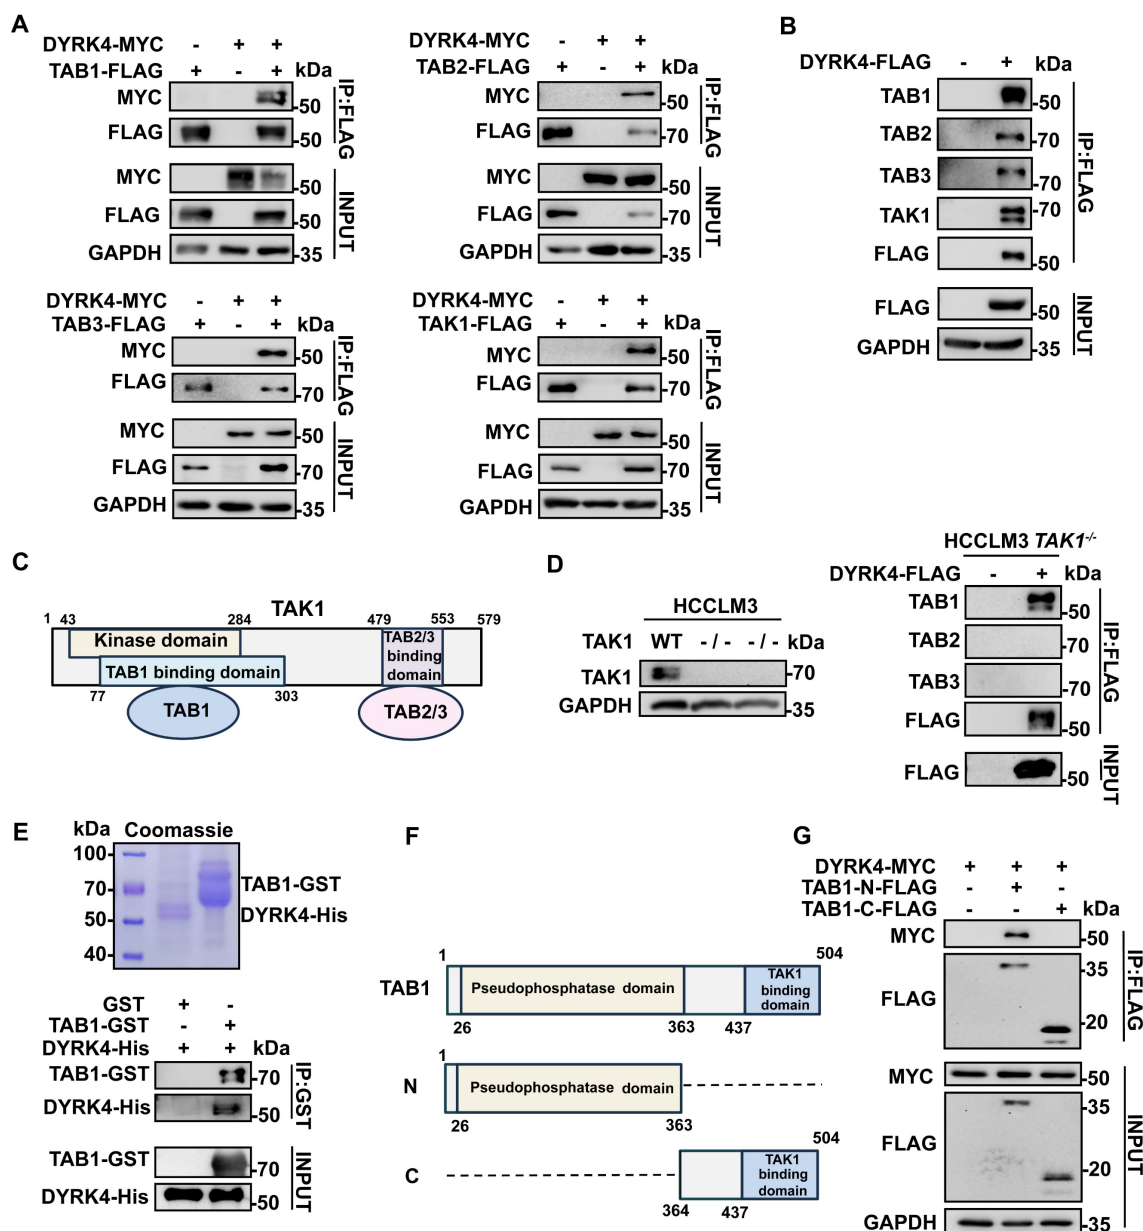 A
DYRK4-MYC - + +
TAB1-FLAG + - + kDa
MYC -50
FLAG -50
IP:FLAG
MYC -50
FLAG -50
GAPDH -35
INPUT
DYRK4-MYC - + +
TAB2-FLAG + - + kDa
MYC -50
FLAG -70
IP:FLAG
MYC -50
FLAG -70
GAPDH -35
INPUT
DYRK4-MYC - + +
TAB3-FLAG + - + kDa
MYC -50
FLAG -70
IP:FLAG
MYC -50
FLAG -70
GAPDH -35
INPUT
DYRK4-MYC - + +
TAK1-FLAG + - + kDa
MYC -50
FLAG -70
IP:FLAG
MYC -50
FLAG -70
GAPDH -35
INPUT
B
DYRK4-FLAG - + kDa
TAB1 -50
TAB2 -70
TAB3 -70
TAK1 -70
FLAG -50
IP:FLAG
FLAG -50
GAPDH -35
INPUT
C
TAK1
1 43 284 479 553 579
Kinase domain
TAB1 binding domain
TAB2/3
binding
domain
77 303
TAB1
TAB2/3
D
HCCLM3
TAK1 WT -/- -/- kDa
TAK1 -70
GAPDH -35
HCCLM3 TAK1-/-
DYRK4-FLAG - + kDa
TAB1 -50
TAB2 -70
TAB3 -70
FLAG -50
IP:FLAG
FLAG -50
INPUT
E
kDa Coomassie
100-
70-
50-
40-
TAB1-GST
DYRK4-His
GST + -
TAB1-GST - +
DYRK4-His + + kDa
TAB1-GST -70
DYRK4-His -50
IP:GST
TAB1-GST -70
DYRK4-His -50
INPUT
F
1 504
TAB1
Pseudophosphatase domain
TAK1
binding
domain
26 363 437
1
N
Pseudophosphatase domain
26 363
504
C
TAK1
binding
domain
364 437
G
DYRK4-MYC + + +
TAB1-N-FLAG - + -
TAB1-C-FLAG - - + kDa
MYC -50
FLAG -35
-20
IP:FLAG
MYC -50
FLAG -35
-20
GAPDH -35
INPUT